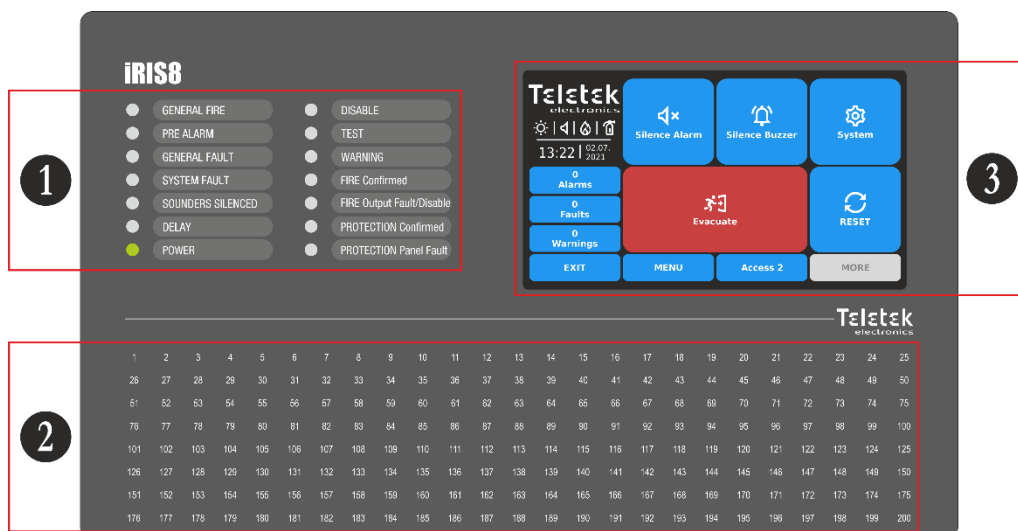 iRIS8
GENERAL FIRE
PRE ALARM
GENERAL FAULT
SYSTEM FAULT
SOUNDERS SILENCED
DELAY
POWER
DISABLE
TEST
WARNING
FIRE Confirmed
FIRE Output Fault/Disable
PROTECTION Confirmed
PROTECTION Panel Fault
1
Teletek
electronics
13:22 02.07.
2021
0
Alarms
0
Faults
0
Warnings
EXIT
Silence Alarm
Silence Buzzer
System
Evacuate
RESET
MENU
Access 2
MORE
3
Teletek
electronics
2
1 2 3 4 5 6 7 8 9 10 11 12 13 14 15 16 17 18 19 20 21 22 23 24 25
26 27 28 29 30 31 32 33 34 35 36 37 38 39 40 41 42 43 44 45 46 47 48 49 50
51 52 53 54 55 56 57 58 59 60 61 62 63 64 65 66 67 68 69 70 71 72 73 74 75
76 77 78 79 80 81 82 83 84 85 86 87 88 89 90 91 92 93 94 95 96 97 98 99 100
101 102 103 104 105 106 107 108 109 110 111 112 113 114 115 116 117 118 119 120 121 122 123 124 125
126 127 128 129 130 131 132 133 134 135 136 137 138 139 140 141 142 143 144 145 146 147 148 149 150
151 152 153 154 155 156 157 158 159 160 161 162 163 164 165 166 167 168 169 170 171 172 173 174 175
176 177 178 179 180 181 182 183 184 185 186 187 188 189 190 191 192 193 194 195 196 197 198 199 200